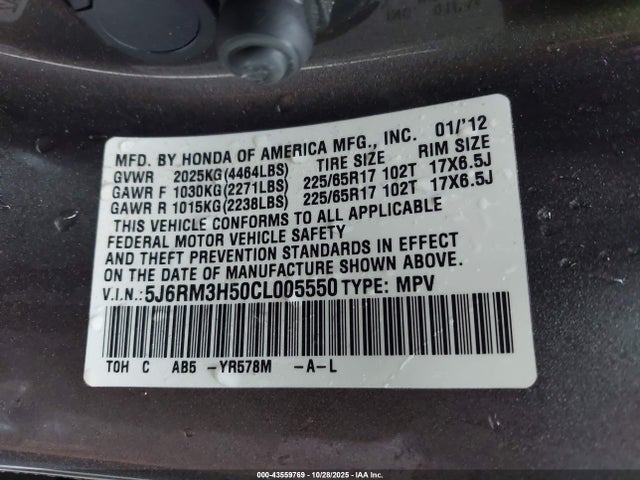 MFD. BY HONDA OF AMERICA MFG., INC. 01/'12
GVWR 2025KG(4464LBS) TIRE SIZE RIM SIZE
GAWR F 1030KG(2271LBS) 225/65R17 102T 17X6.5J
GAWR R 1015KG(2238LBS) 225/65R17 102T 17X6.5J
THIS VEHICLE CONFORMS TO ALL APPLICABLE
FEDERAL MOTOR VEHICLE SAFETY
AND THEFT PREVENTION STANDARDS IN EFFECT
ON THE DATE OF MANUFACTURE SHOWN ABOVE.
V.I.N.:5J6RM3H50CL005550 TYPE: MPV
TOH C AB5 -YR578M -A-L
000-43559769 | 10/28/2025 | IAA Inc.